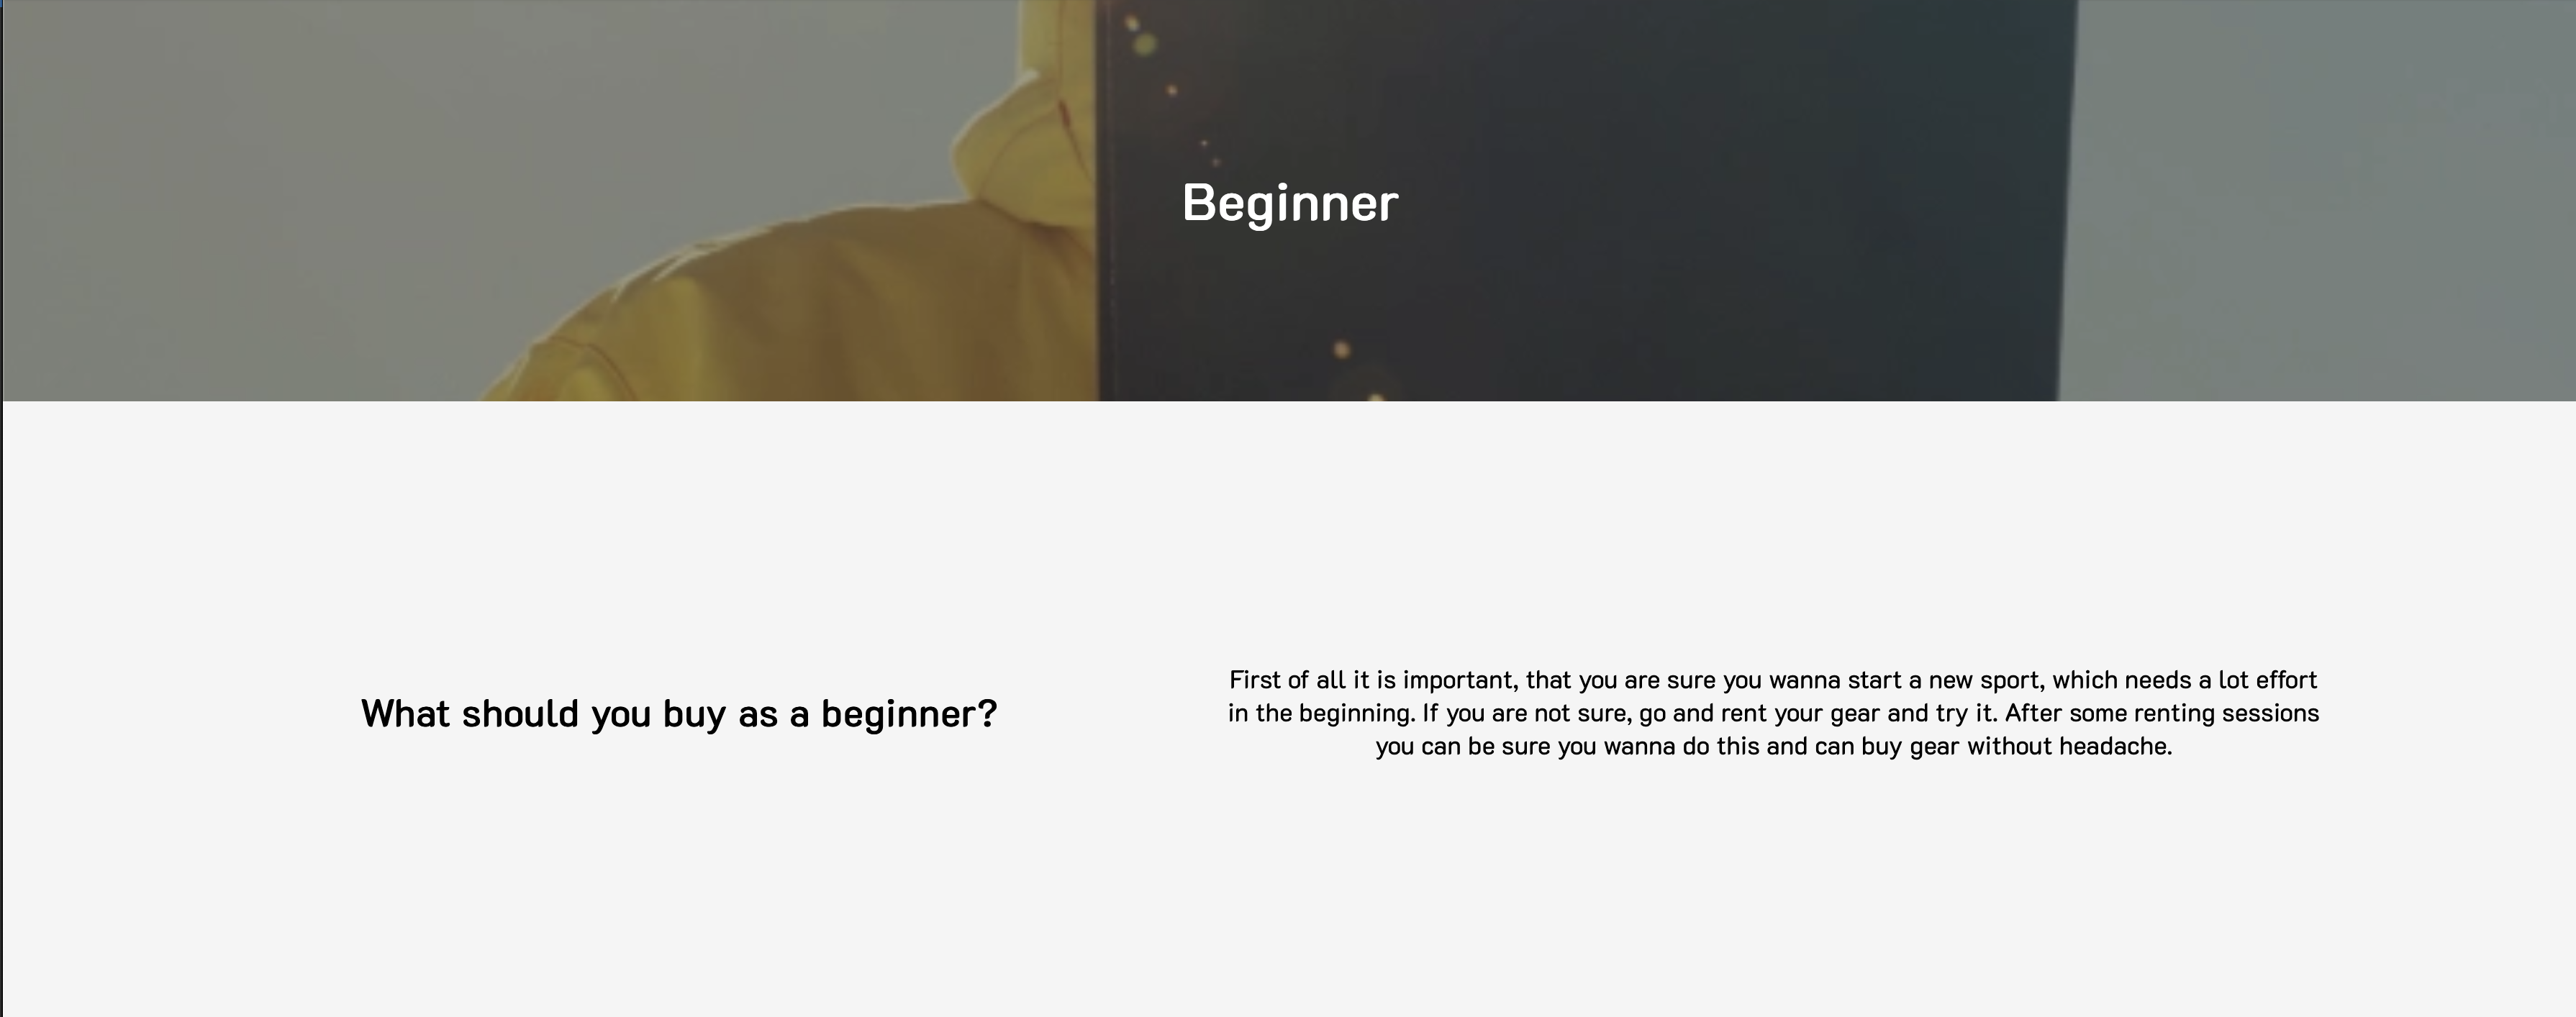 Beginner
What should you buy as a beginner?
First of all it is important, that you are sure you wanna start a new sport, which needs a lot effort
in the beginning. If you are not sure, go and rent your gear and try it. After some renting sessions
you can be sure you wanna do this and can buy gear without headache.